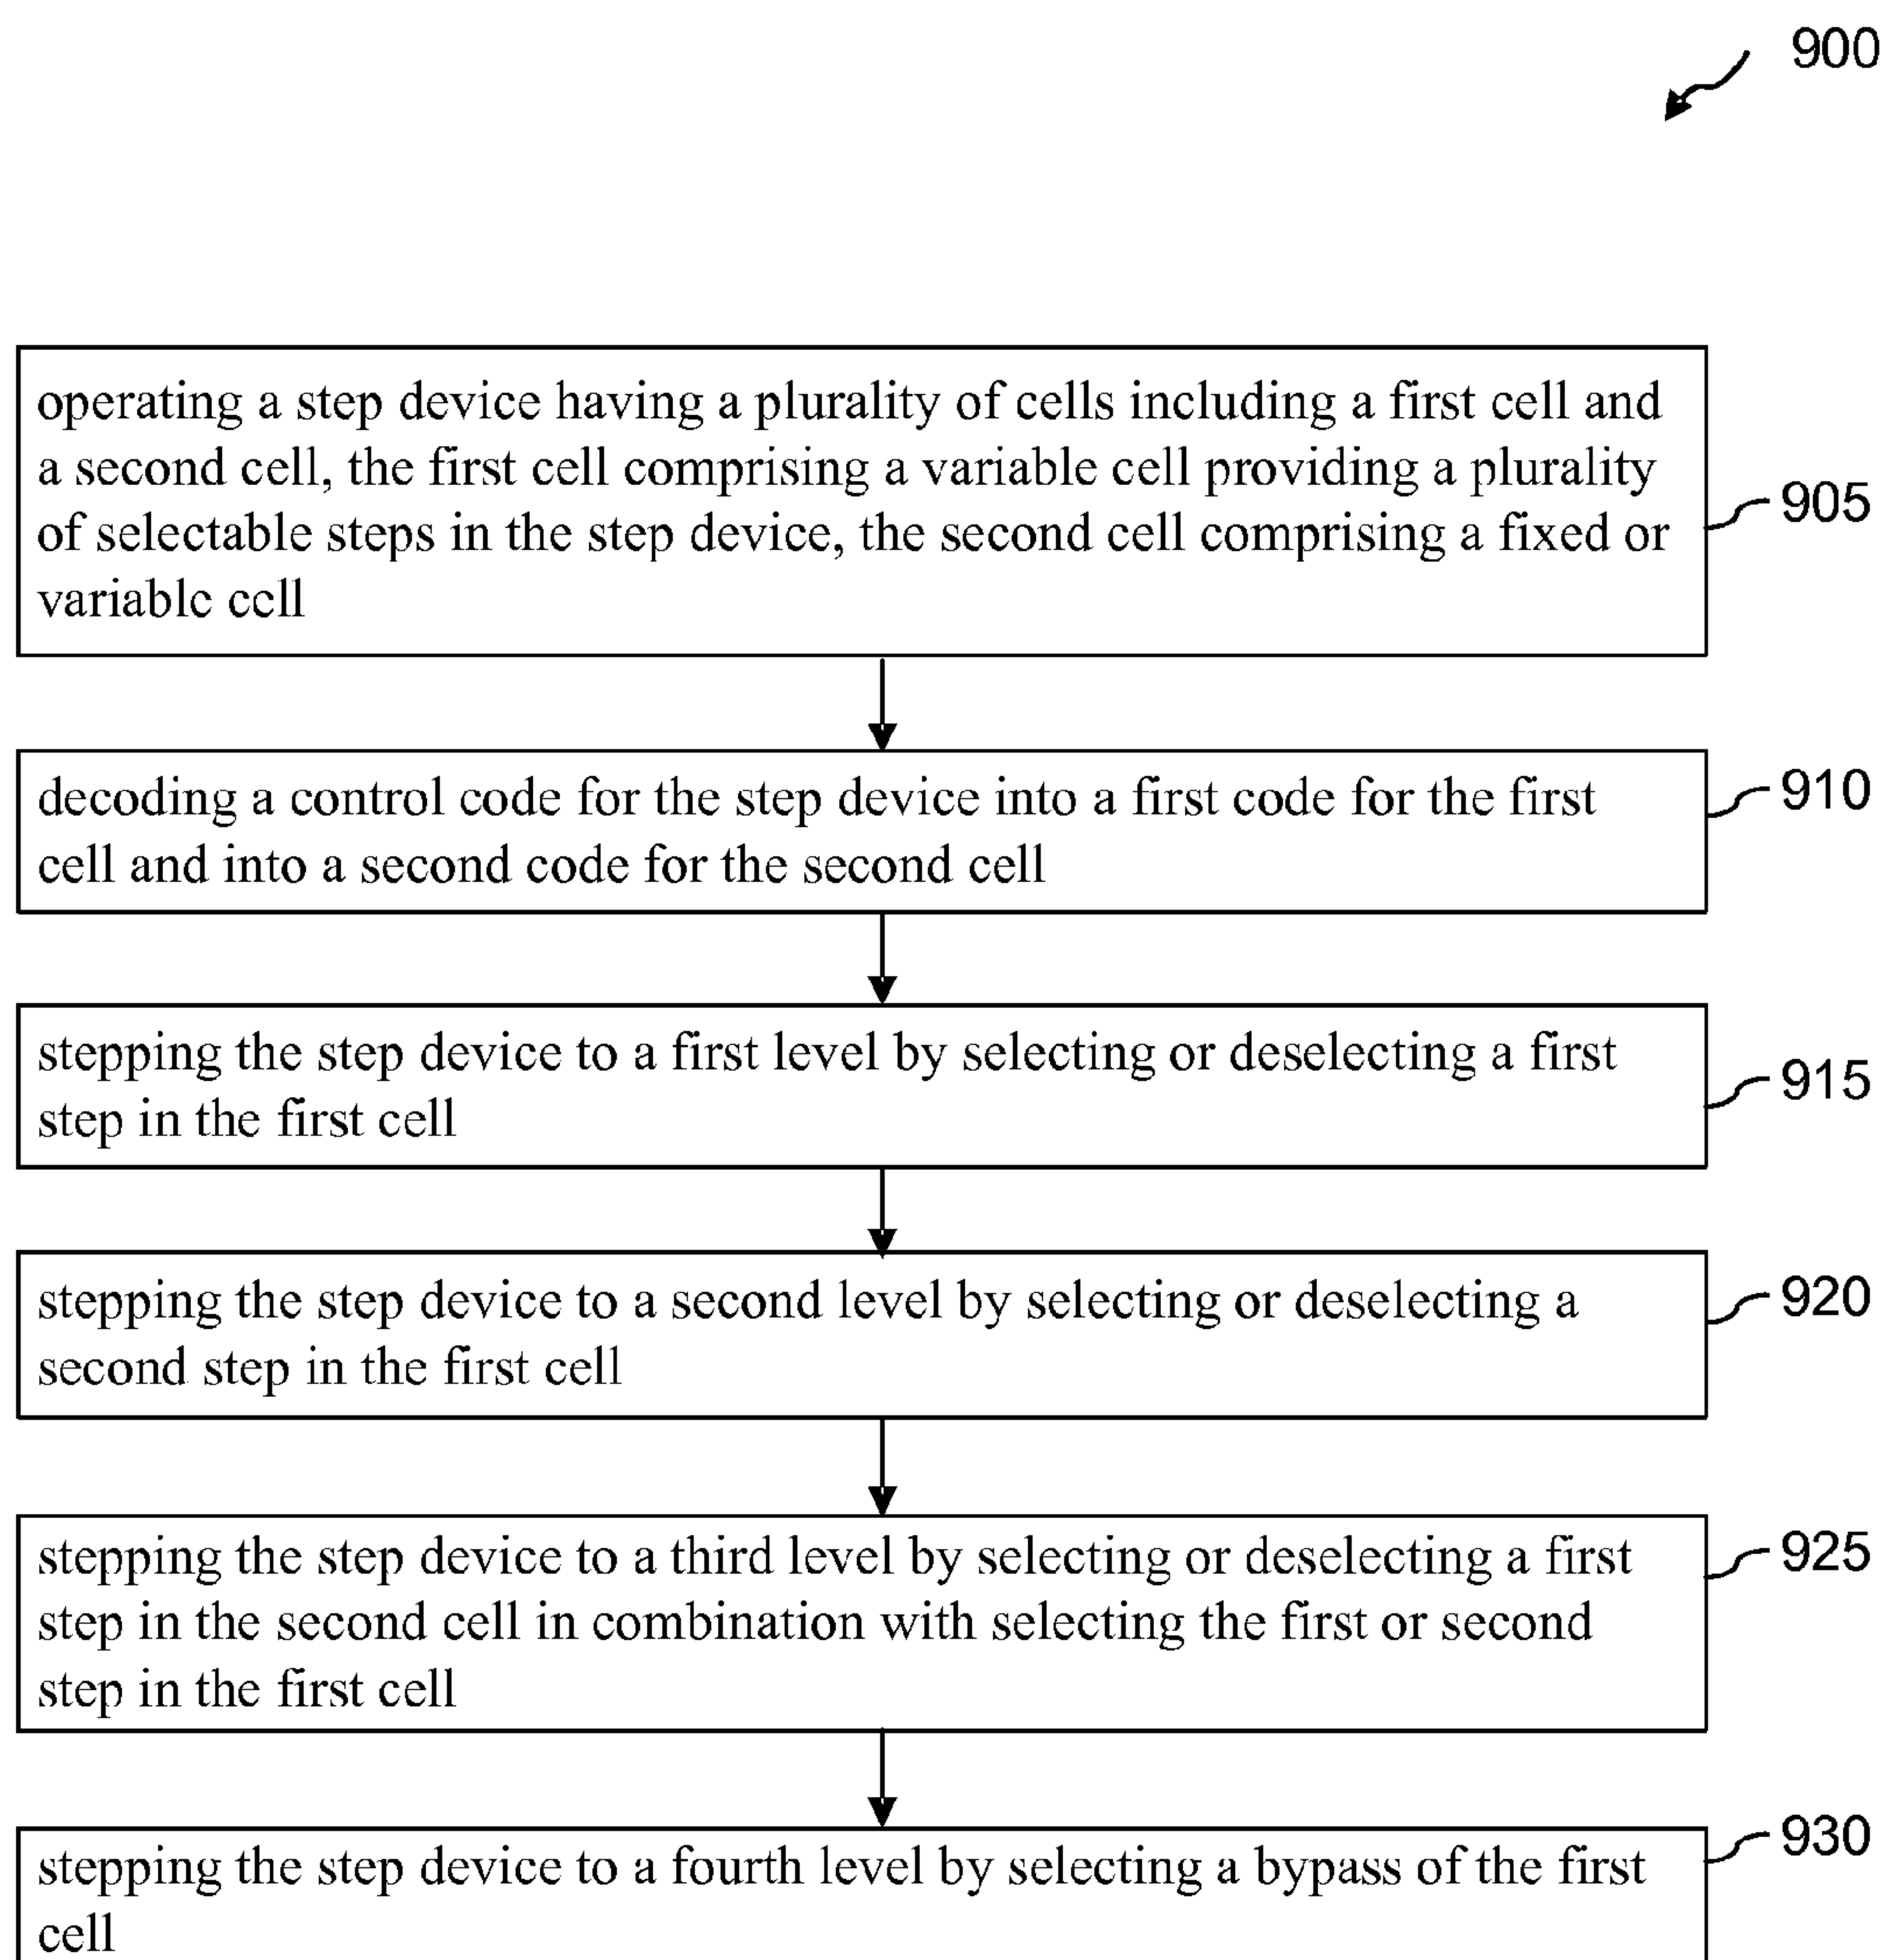 900
operating a step device having a plurality of cells including a first cell and
a second cell, the first cell comprising a variable cell providing a plurality
of selectable steps in the step device, the second cell comprising a fixed or
variable cell
905
decoding a control code for the step device into a first code for the first
cell and into a second code for the second cell
910
stepping the step device to a first level by selecting or deselecting a first
step in the first cell
915
stepping the step device to a second level by selecting or deselecting a
second step in the first cell
920
stepping the step device to a third level by selecting or deselecting a first
step in the second cell in combination with selecting the first or second
step in the first cell
925
stepping the step device to a fourth level by selecting a bypass of the first
cell
930